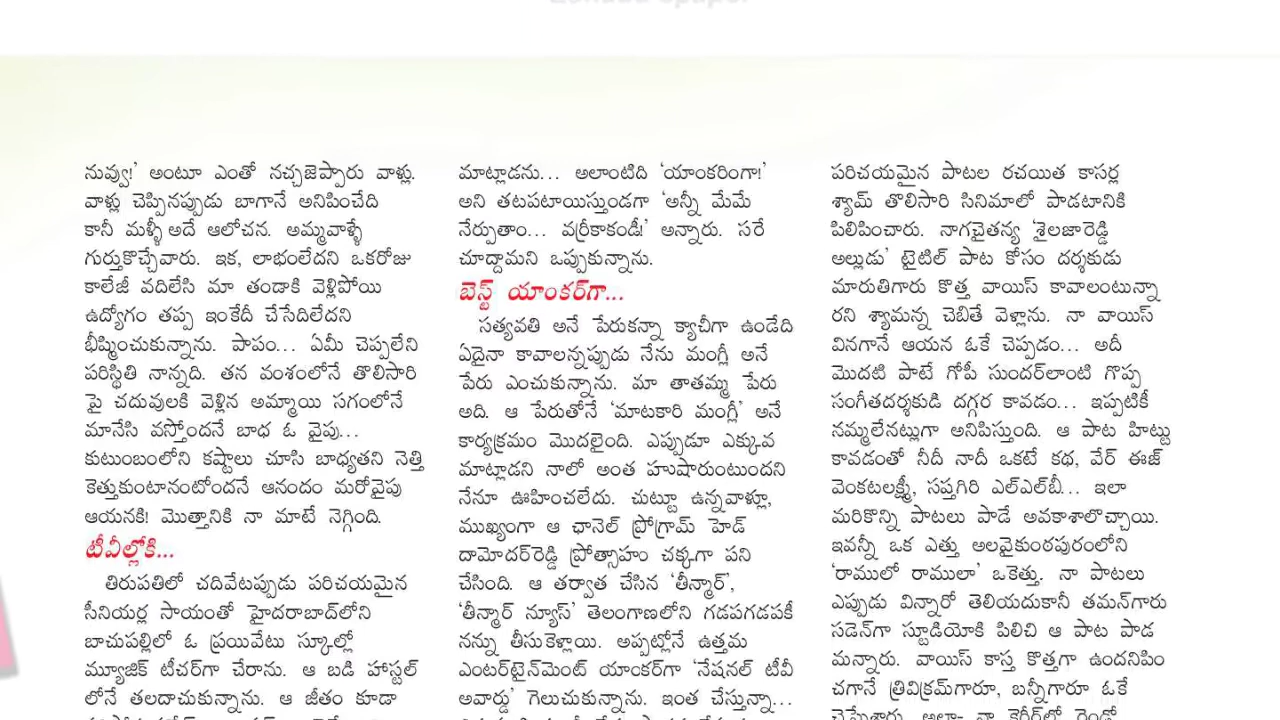 నువ్వు!' అంటూ ఎంతో నచ్చజెప్పారు వాళ్లు.
వాళ్లు చెప్పినప్పుడు బాగానే అనిపించేది
కానీ మళ్ళీ అదే ఆలోచన. అమ్మవాళ్ళే
గుర్తుకొచ్చేవారు. ఇక, లాభంలేదని ఒకరోజు
కాలేజీ వదిలేసి మా తండాకి వెళ్లిపోయి
ఉద్యోగం తప్ప ఇంకేదీ చేసేదిలేదని
భీష్మించుకున్నాను. పాపం... ఏమీ చెప్పలేని
పరిస్థితి నాన్నది. తన వంశంలోనే తొలిసారి
పై చదువులకి వెళ్లిన అమ్మాయి సగంలోనే
మానేసి వస్తోందనే బాధ ఓ వైపు...
కుటుంబంలోని కష్టాలు చూసి బాధ్యతని నెత్తి
కెత్తుకుంటానంటోందనే ఆనందం మరోవైపు
ఆయనకి! మొత్తానికి నా మాటే నెగ్గింది.
టీవీల్లోకి...
తిరుపతిలో చదివేటప్పుడు పరిచయమైన
సీనియర్ల సాయంతో హైదరాబాద్‌లోని
బాచుపల్లిలో ఓ ప్రయివేటు స్కూల్లో
మ్యూజిక్ టీచర్‌గా చేరాను. ఆ బడి హాస్టల్
లోనే తలదాచుకున్నాను. ఆ జీతం కూడా
మాట్లాడను... అలాంటిది 'యాంకరింగా!'
అని తటపటాయిస్తుండగా 'అన్నీ మేమే
నేర్పుతాం... వర్రీకాకండీ!' అన్నారు. సరే
చూద్దామని ఒప్పుకున్నాను.
బెస్ట్ యాంకర్‌గా...
సత్యవతి అనే పేరుకన్నా క్యాచీగా ఉండేది
ఏదైనా కావాలన్నప్పుడు నేను మంగ్లీ అనే
పేరు ఎంచుకున్నాను. మా తాతమ్మ పేరు
అది. ఆ పేరుతోనే 'మాటకారి మంగ్లీ' అనే
కార్యక్రమం మొదలైంది. ఎప్పుడూ ఎక్కువ
మాట్లాడని నాలో అంత హుషారుంటుందని
నేనూ ఊహించలేదు. చుట్టూ ఉన్నవాళ్లూ,
ముఖ్యంగా ఆ ఛానెల్ ప్రోగ్రామ్ హెడ్
దామోదర్‌రెడ్డి ప్రోత్సాహం చక్కగా పని
చేసింది. ఆ తర్వాత చేసిన 'తీన్మార్',
'తీన్మార్ న్యూస్' తెలంగాణలోని గడపగడపకీ
నన్ను తీసుకెళ్లాయి. అప్పట్లోనే ఉత్తమ
ఎంటర్‌టైన్‌మెంట్ యాంకర్‌గా 'నేషనల్ టీవీ
అవార్డు' గెలుచుకున్నాను. ఇంత చేస్తున్నా...
పరిచయమైన పాటల రచయిత కాసర్ల
శ్యామ్ తొలిసారి సినిమాలో పాడటానికి
పిలిపించారు. నాగచైతన్య 'శైలజారెడ్డి
అల్లుడు' టైటిల్ పాట కోసం దర్శకుడు
మారుతిగారు కొత్త వాయిస్ కావాలంటున్నా
రని శ్యామన్న చెబితే వెళ్లాను. నా వాయిస్
వినగానే ఆయన ఓకే చెప్పడం... అదీ
మొదటి పాటే గోపీ సుందర్‌లాంటి గొప్ప
సంగీతదర్శకుడి దగ్గర కావడం... ఇప్పటికీ
నమ్మలేనట్లుగా అనిపిస్తుంది. ఆ పాట హిట్టు
కావడంతో నీదీ నాదీ ఒకటే కథ, వేర్ ఈజ్
వెంకటలక్ష్మీ, సప్తగిరి ఎల్ఎల్‌బీ... ఇలా
మరికొన్ని పాటలు పాడే అవకాశాలొచ్చాయి.
ఇవన్నీ ఒక ఎత్తు అలవైకుంఠపురంలోని
'రాములో రాములా' ఒకెత్తు. నా పాటలు
ఎప్పుడు విన్నారో తెలియదుకానీ తమన్‌గారు
సడెన్‌గా స్టూడియోకి పిలిచి ఆ పాట పాడ
మన్నారు. వాయిస్ కాస్త కొత్తగా ఉందనిపిం
చగానే త్రివిక్రమ్‌గారూ, బన్నీగారూ ఓకే